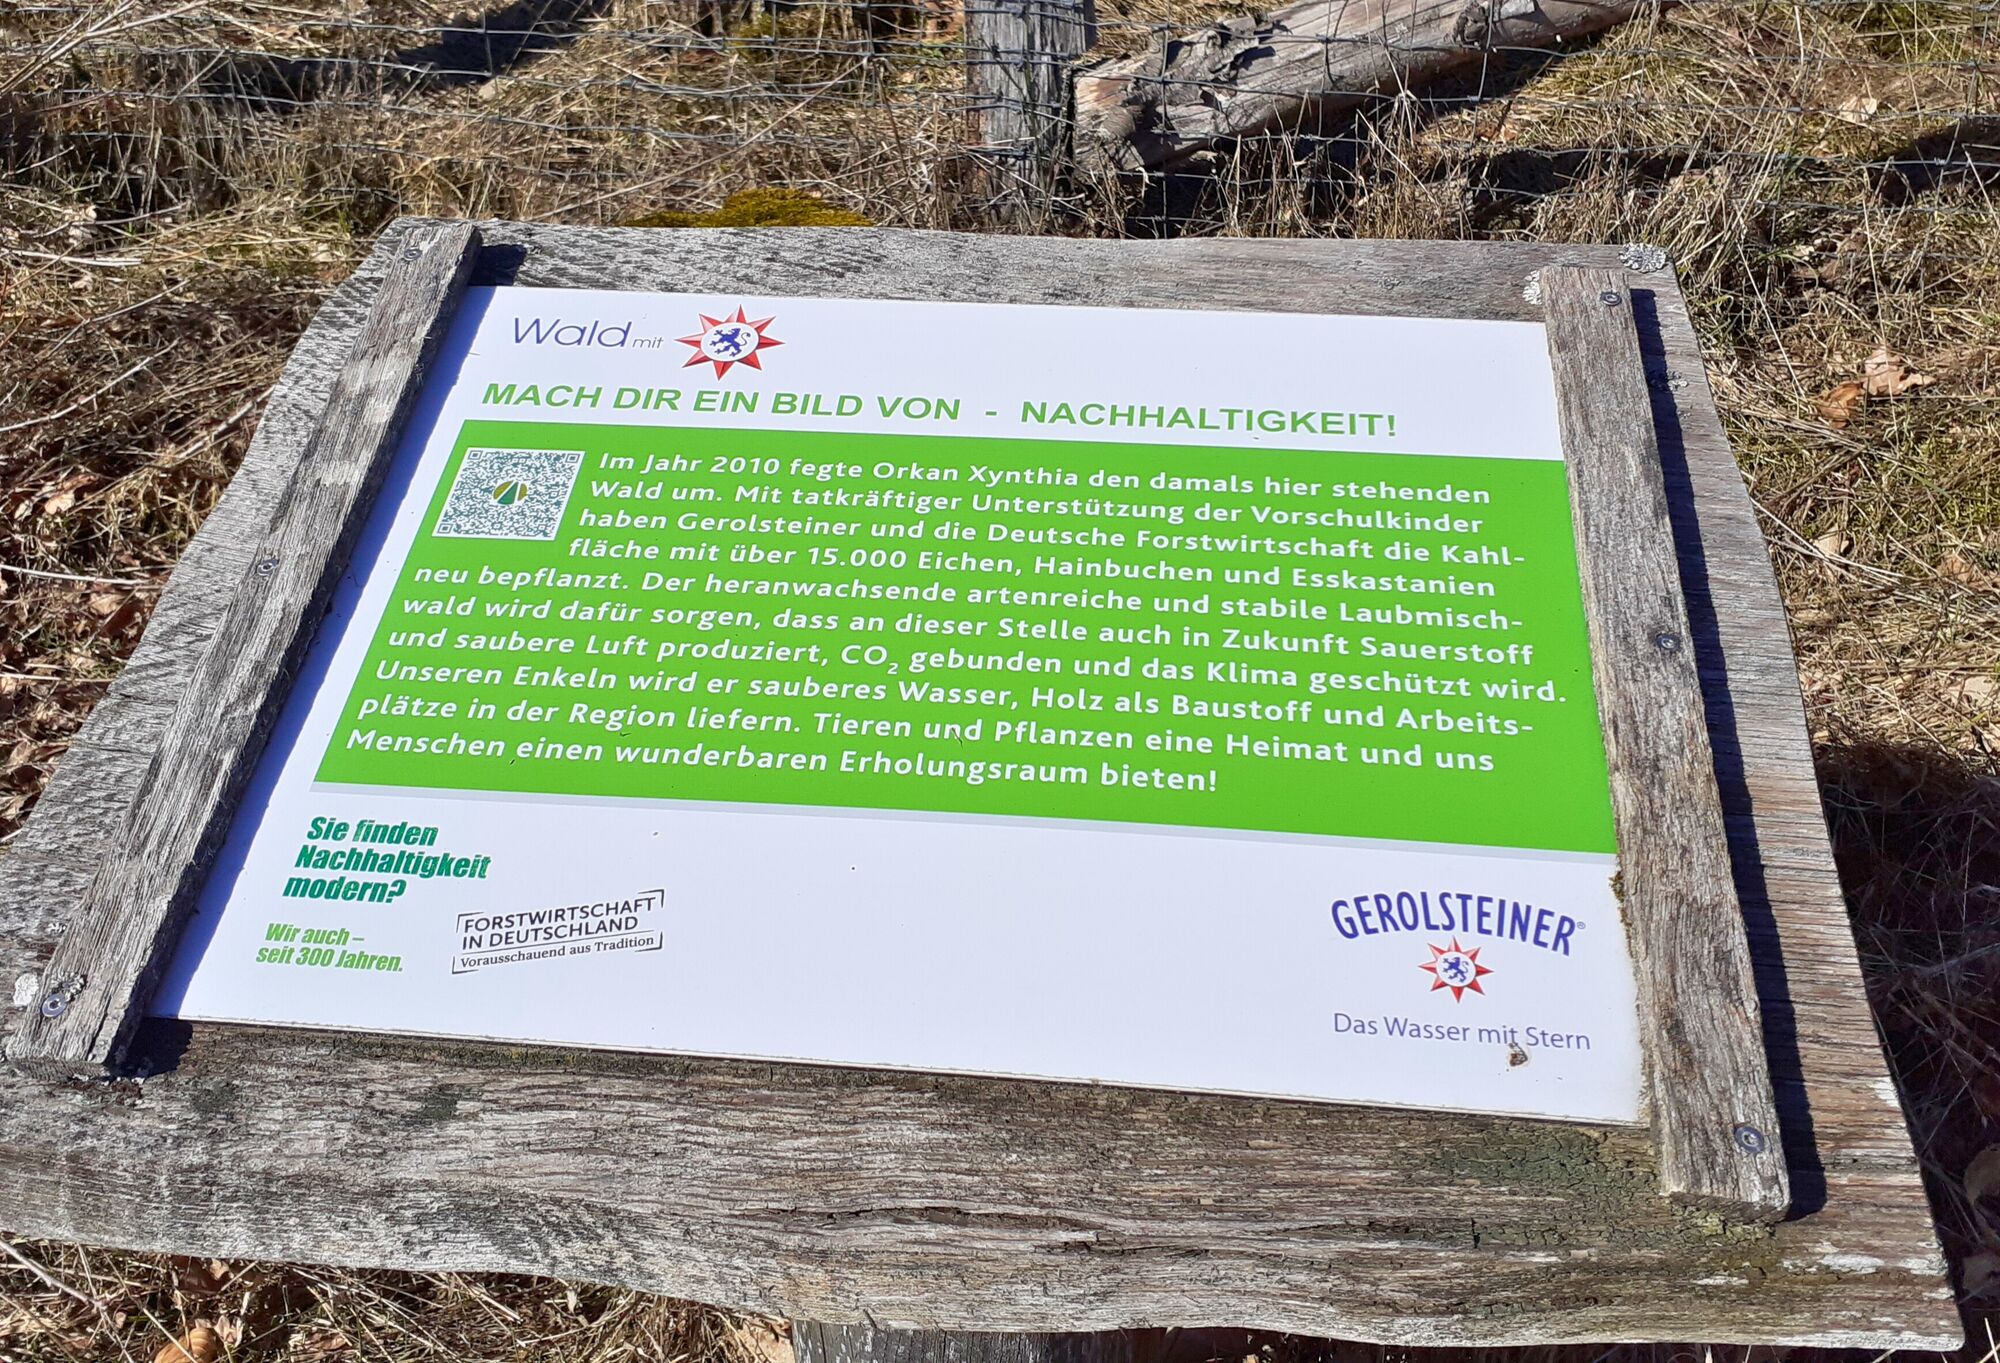 Wald mit
MACH DIR EIN BILD VON - NACHHALTIGKEIT!
Im Jahr 2010 fegte Orkan Xynthia den damals hier stehenden
Wald um. Mit tatkräftiger Unterstützung der Vorschulkinder
haben Gerolsteiner und die Deutsche Forstwirtschaft die Kahl-
fläche mit über 15.000 Eichen, Hainbuchen und Esskastanien
neu bepflanzt. Der heranwachsende artenreiche und stabile Laubmisch-
wald wird dafür sorgen, dass an dieser Stelle auch in Zukunft Sauerstoff
und saubere Luft produziert, CO₂ gebunden und das Klima geschützt wird.
Unseren Enkeln wird er sauberes Wasser, Holz als Baustoff und Arbeits-
plätze in der Region liefern. Tieren und Pflanzen eine Heimat und uns
Menschen einen wunderbaren Erholungsraum bieten!
Sie finden
Nachhaltigkeit
modern?
Wir auch –
seit 300 Jahren.
FORSTWIRTSCHAFT
IN DEUTSCHLAND
Vorausschauend aus Tradition
GEROLSTEINER®
Das Wasser mit Stern